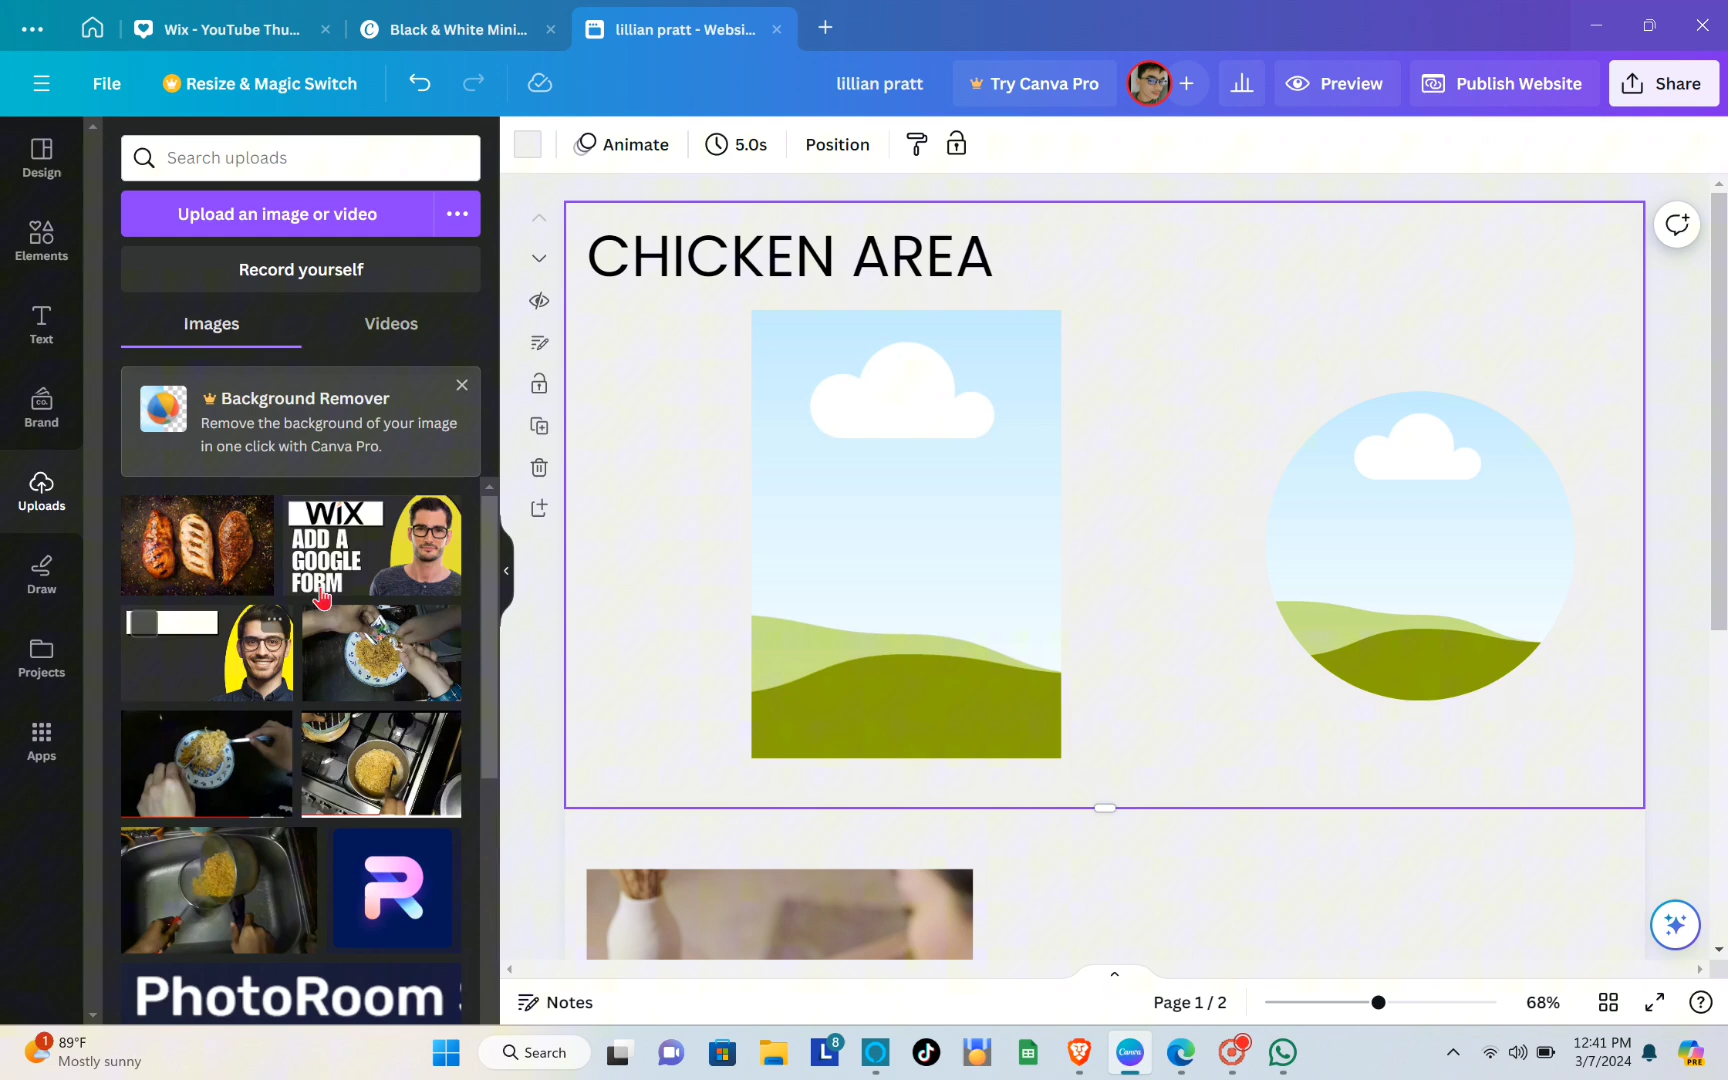 Wix - YouTube Thu...
Black & White Mini...
lillian pratt - Websi...
File
Resize & Magic Switch
lillian pratt
Try Canva Pro
Preview
Publish Website
Share
Design
Elements
Text
Brand
Uploads
Draw
Projects
Apps
Search uploads
Upload an image or video
Record yourself
Images
Videos
Background Remover
Remove the background of your image
in one click with Canva Pro.
WiX
ADD A
GOOGLE
FORM
PhotoRoom
Animate
5.0s
Position
CHICKEN AREA
Notes
Page 1 / 2
68%
1
89°F
Mostly sunny
Search
L
8
Canva
12:41 PM
3/7/2024
PRE